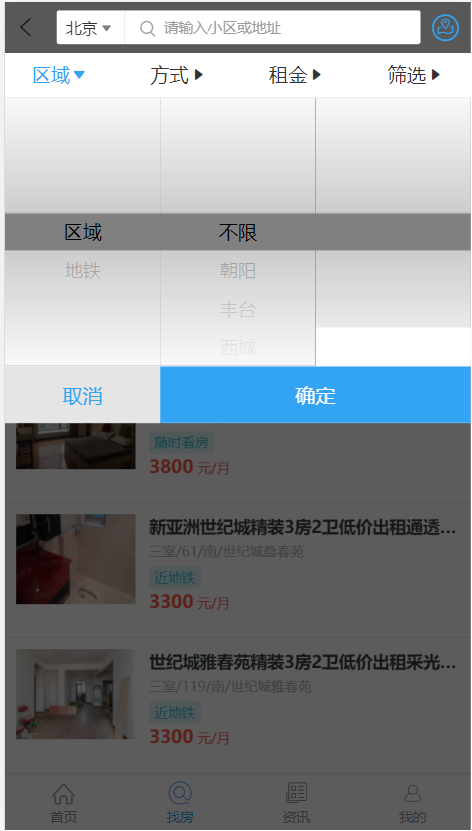 北京 请输入小区或地址
区域 方式 租金 筛选
区域 不限
地铁 朝阳
丰台
西城
取消 确定
随时看房
3800 元/月
新亚洲世纪城精装3房2卫低价出租通透...
三室/61/南/世纪城叠春苑
近地铁
3300 元/月
世纪城雅春苑精装3房2卫低价出租采光...
三室/119/南/世纪城雅春苑
近地铁
3300 元/月
首页 找房 资讯 我的